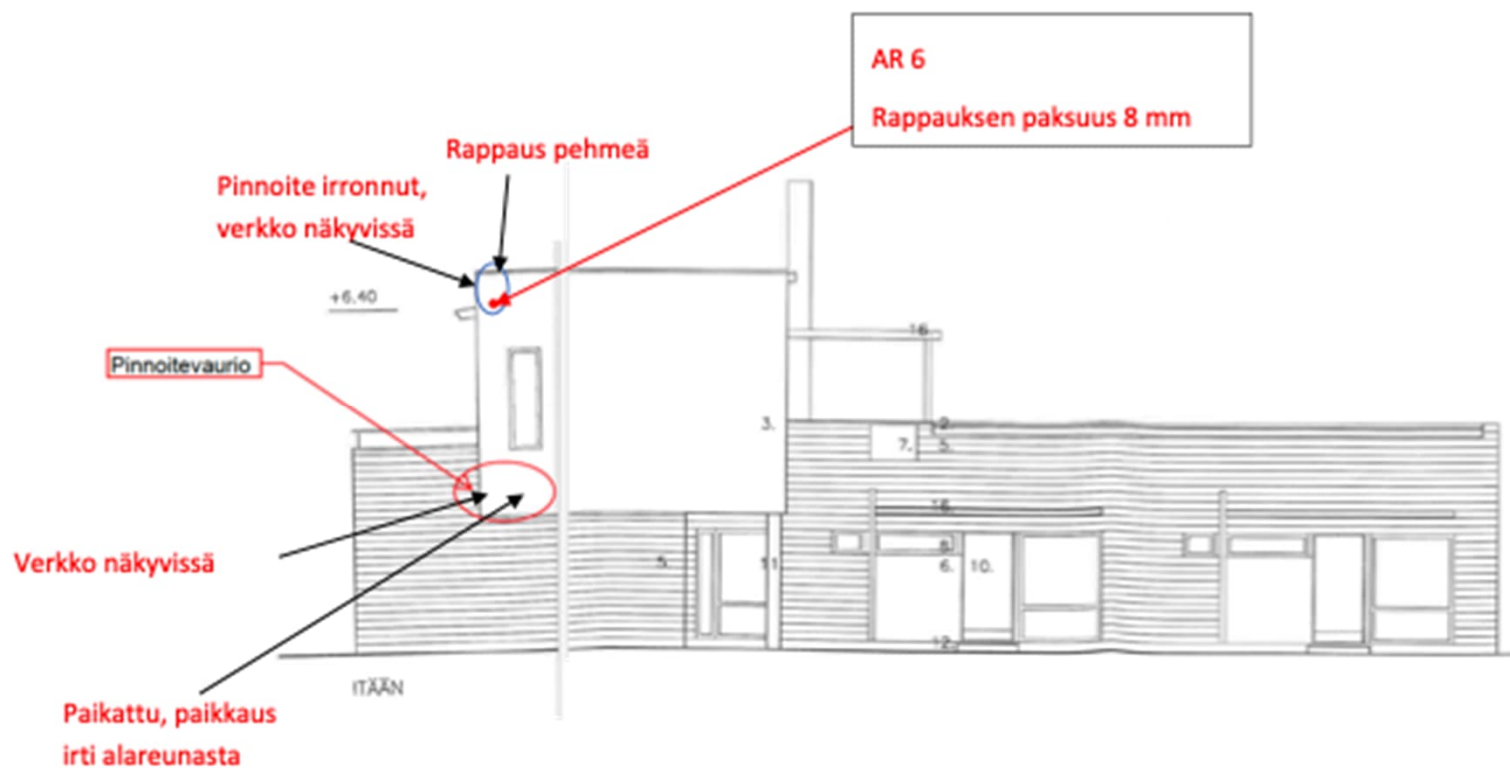 AR 6
Rappauksen paksuus 8 mm
Rappaus pehmeä
Pinnoite irronnut,
verkko näkyvissä
+6.40
16.
Pinnoitevaurio
3.
2.
7.
5.
16.
Verkko näkyvissä
5.
11
8.
6.
10.
12.
ITÄÄN
Paikattu, paikkaus
irti alareunasta